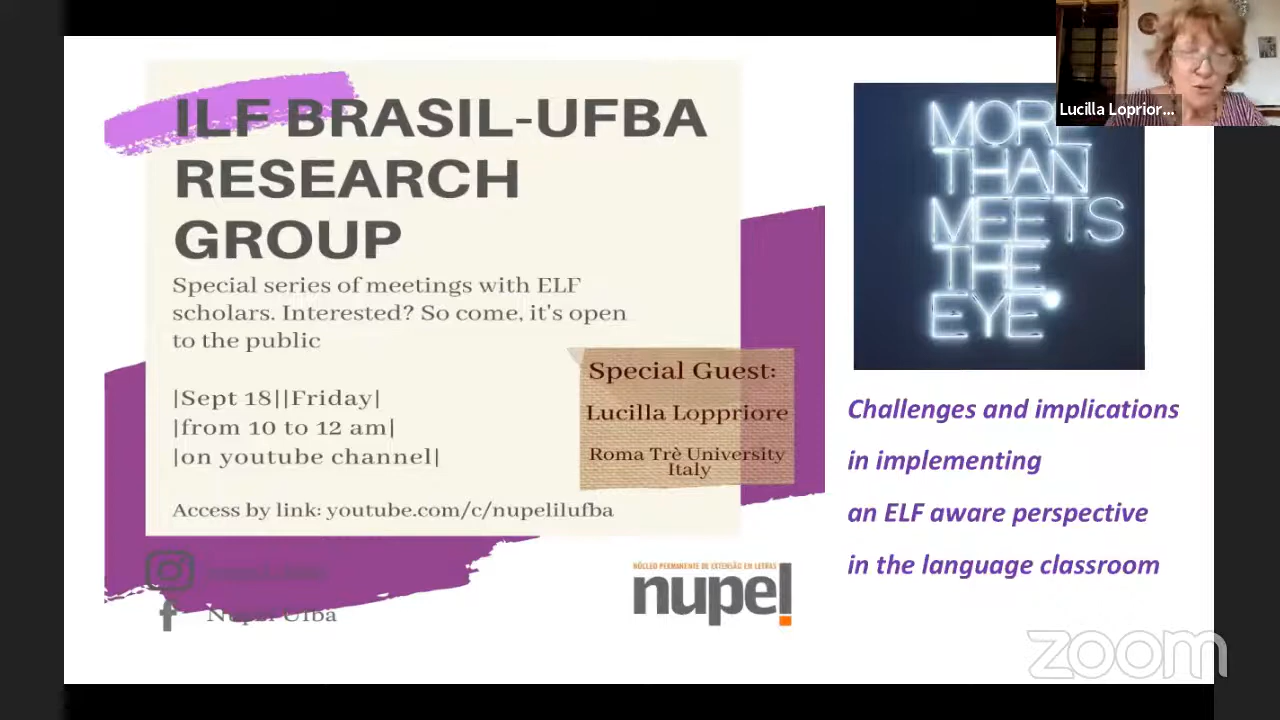 ILF BRASIL-UFBA
RESEARCH
GROUP
Special series of meetings with ELF
scholars. Interested? So come, it's open
to the public
|Sept 18||Friday|
|from 10 to 12 am|
|on youtube channel|
Access by link: youtube.com/c/nupelilufba
Special Guest:
Lucilla Loppriore
Roma Trè University
Italy
Nupel Ufba
NÚCLEO PERMANENTE DE EXTENSÃO EM LETRAS
nupel
MORE
THAN
MEETS
THE
EYE
LucillaLoprior...
Challenges and implications
in implementing
an ELF aware perspective
in the language classroom
zoom